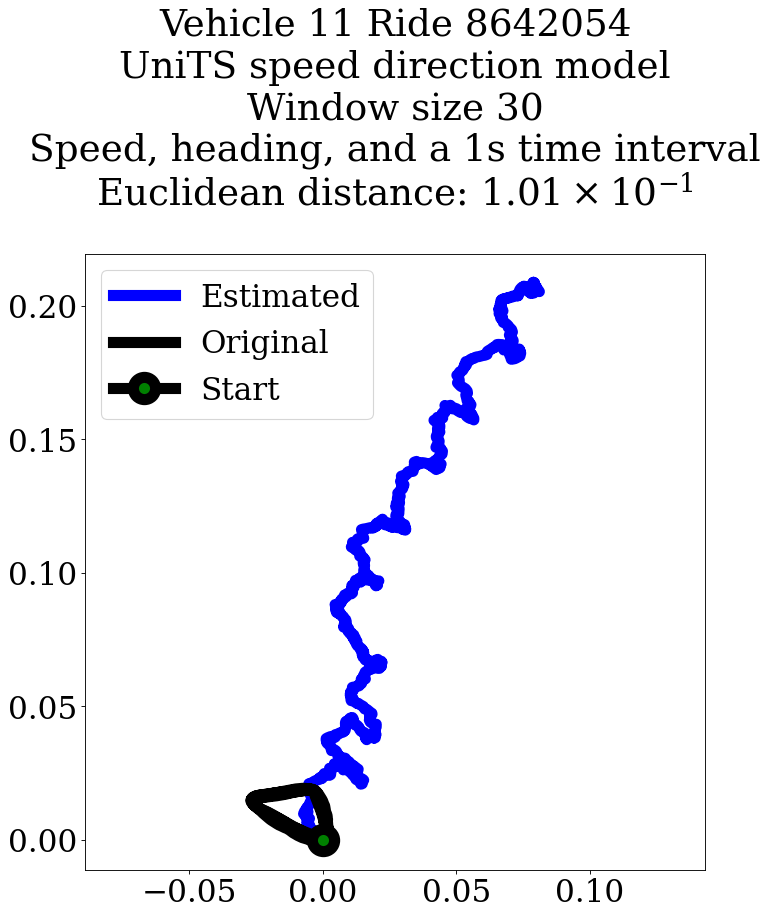 Vehicle 11 Ride 8642054
UniTS speed direction model
Window size 30
Speed, heading, and a 1s time interval
Euclidean distance: 1.01 × 10⁻¹
Estimated
Original
Start
0.20
0.15
0.10
0.05
0.00
−0.05 0.00 0.05 0.10